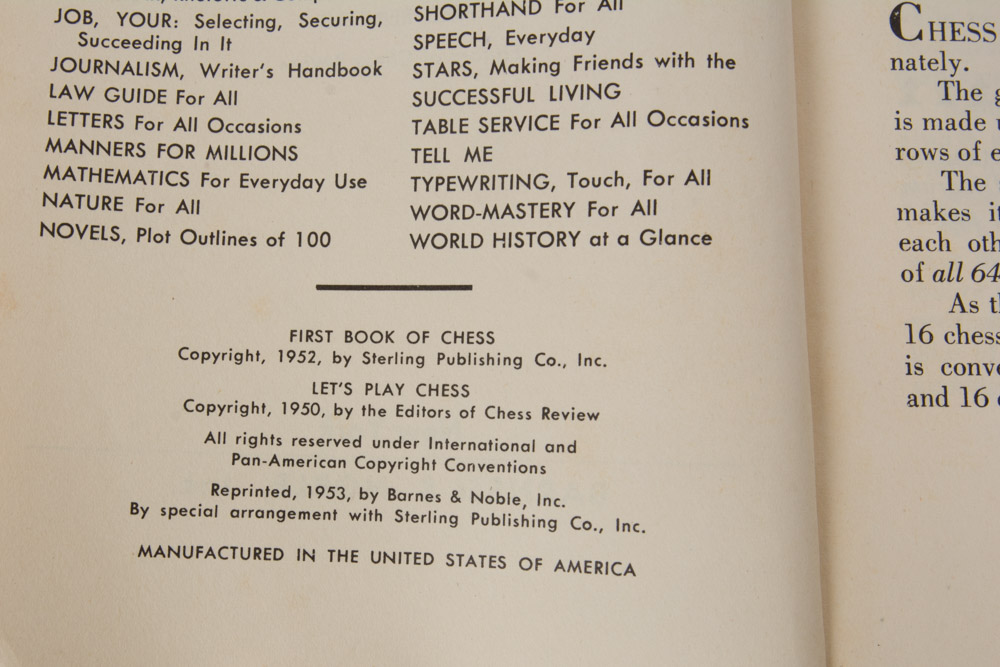 JOB, YOUR: Selecting, Securing,
Succeeding In It
JOURNALISM, Writer's Handbook
LAW GUIDE For All
LETTERS For All Occasions
MANNERS FOR MILLIONS
MATHEMATICS For Everyday Use
NATURE For All
NOVELS, Plot Outlines of 100
SHORTHAND For All
SPEECH, Everyday
STARS, Making Friends with the
SUCCESSFUL LIVING
TABLE SERVICE For All Occasions
TELL ME
TYPEWRITING, Touch, For All
WORD-MASTERY For All
WORLD HISTORY at a Glance
FIRST BOOK OF CHESS
Copyright, 1952, by Sterling Publishing Co., Inc.
LET'S PLAY CHESS
Copyright, 1950, by the Editors of Chess Review
All rights reserved under International and
Pan-American Copyright Conventions
Reprinted, 1953, by Barnes & Noble, Inc.
By special arrangement with Sterling Publishing Co., Inc.
MANUFACTURED IN THE UNITED STATES OF AMERICA
CHESS
nately.
The
is made
rows of
The
makes
each
of all 64
As
16 chess
is
and 16